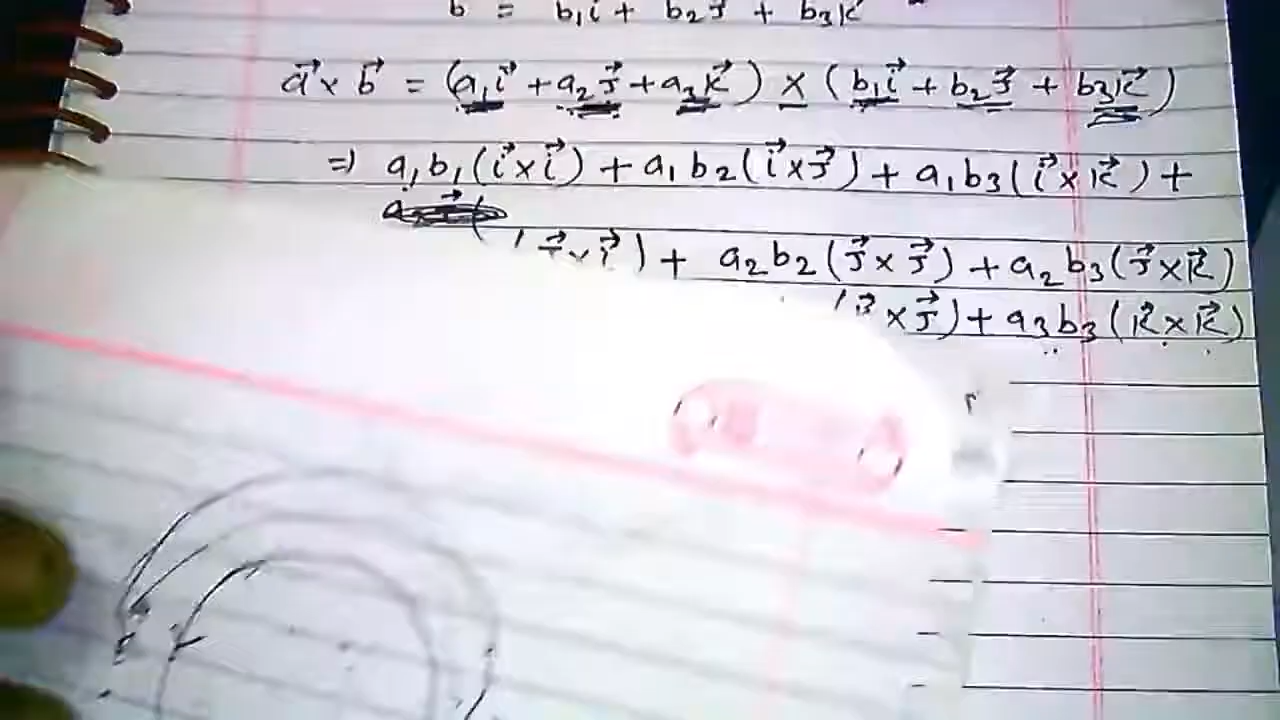 b = b₁i + b₂j + b₃k
a⃗ × b⃗ = (a₁i⃗ + a₂j⃗ + a₃k⃗) × (b₁i⃗ + b₂j⃗ + b₃k⃗)
⇒ a₁b₁(i⃗×i⃗) + a₁b₂(i⃗×j⃗) + a₁b₃(i⃗×k⃗) +
(j⃗×i⃗) + a₂b₂(j⃗×j⃗) + a₂b₃(j⃗×k⃗)
×j⃗) + a₃b₃(k⃗×k⃗)